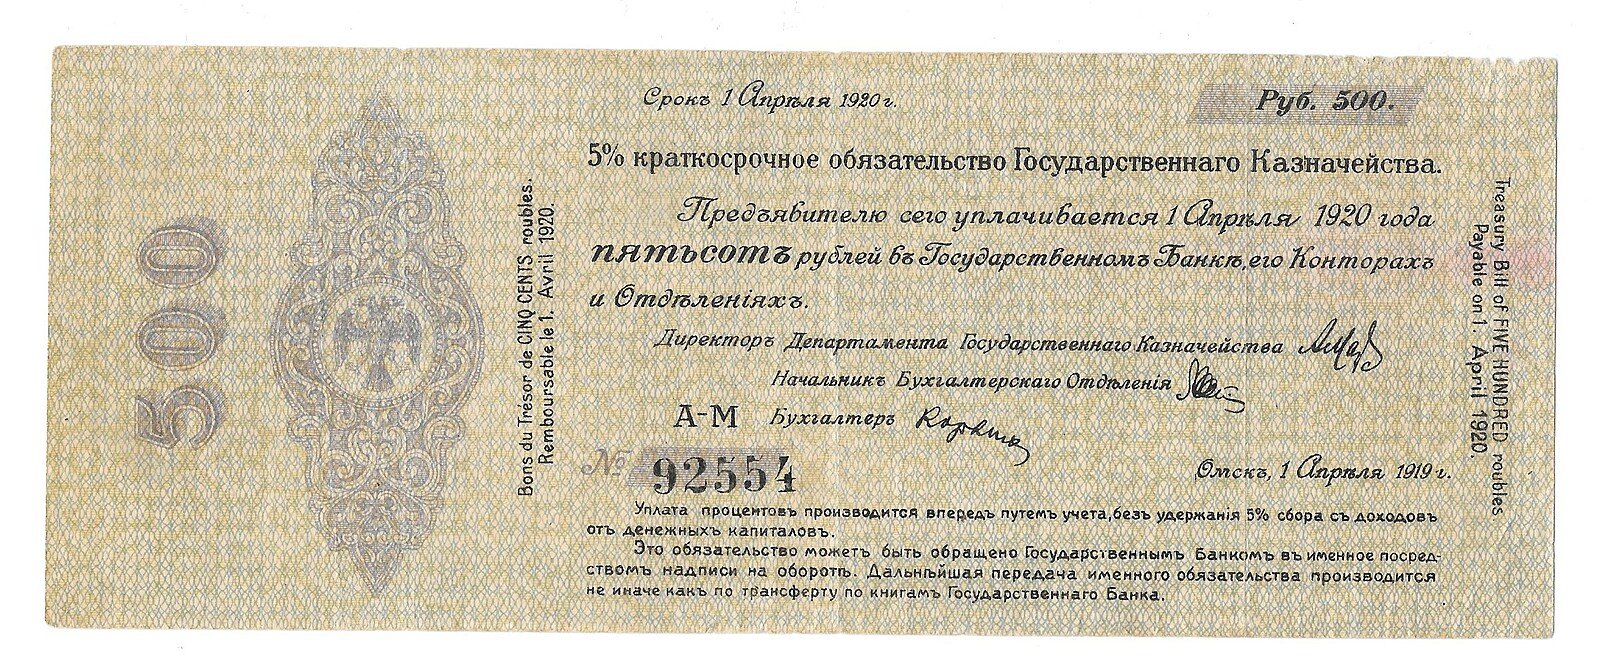 500
Bons du Trésor de CINQ CENTS roubles.
Remboursable le 1. Avril 1920.
Срокъ 1 Апрѣля 1920 г.
Руб. 500.
5% краткосрочное обязательство Государственнаго Казначейства.
Предъявителю сего уплачивается 1 Апрѣля 1920 года
пятьсотъ рублей въ Государственномъ Банкѣ, его Конторахъ
и Отдѣленіяхъ.
Директоръ Департамента Государственнаго Казначейства
Начальникъ Бухгалтерскаго Отдѣленія
А-М Бухгалтеръ
№ 92554
Омскъ, 1 Апрѣля 1919 г.
Уплата процентовъ производится впередъ путемъ учета, безъ удержанія 5% сбора съ доходовъ
отъ денежныхъ капиталовъ.
Это обязательство можетъ быть обращено Государственнымъ Банкомъ въ именное посред-
ствомъ надписи на оборотѣ. Дальнѣйшая передача именного обязательства производится
не иначе какъ по трансферту по книгамъ Государственнаго Банка.
Treasury Bill of FIVE HUNDRED roubles.
Payable on 1. April 1920.